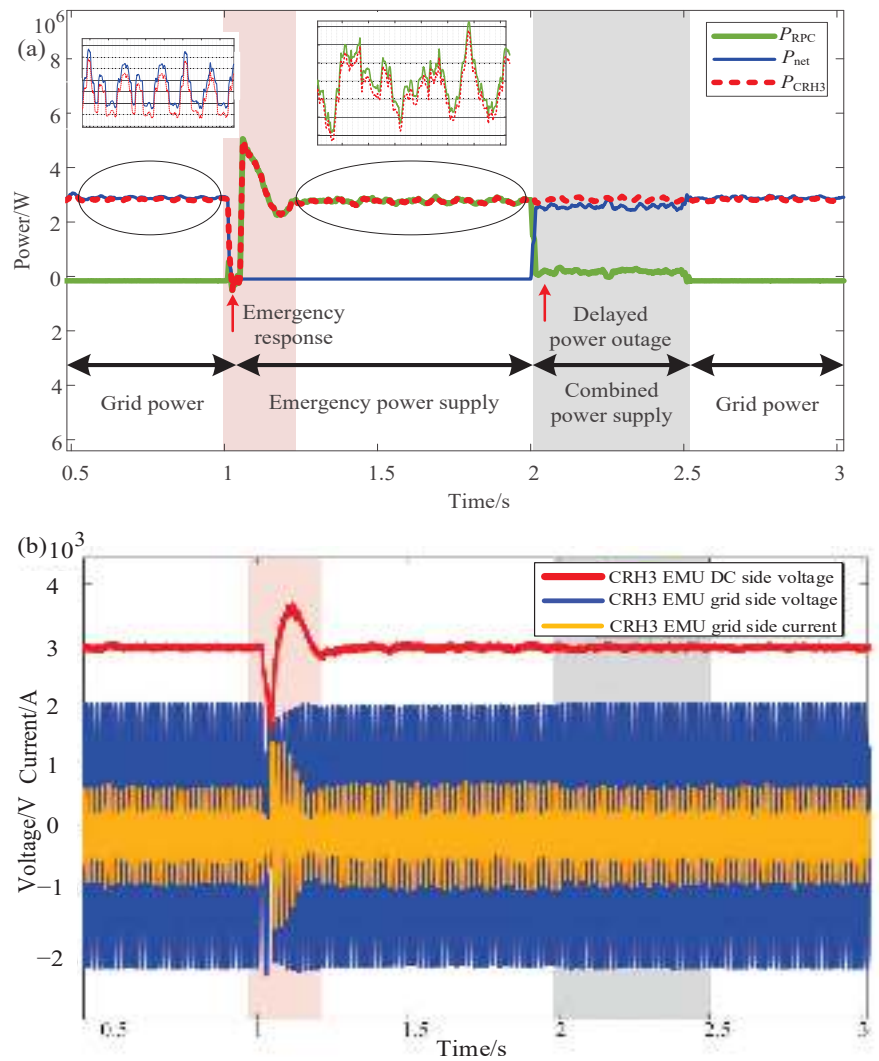 (a)
10⁶
10
8
6
4
2
0
2
4
6
Power/W
P_RPC
P_net
P_CRH3
Emergency
response
Delayed
power outage
Grid power
Emergency power supply
Combined
power supply
Grid power
0.5 1 1.5 2 2.5 3
Time/s
(b)
10³
4
3
2
1
0
−1
−2
Voltage/V Current/A
CRH3 EMU DC side voltage
CRH3 EMU grid side voltage
CRH3 EMU grid side current
0.5 1 1.5 2 2.5 3
Time/s